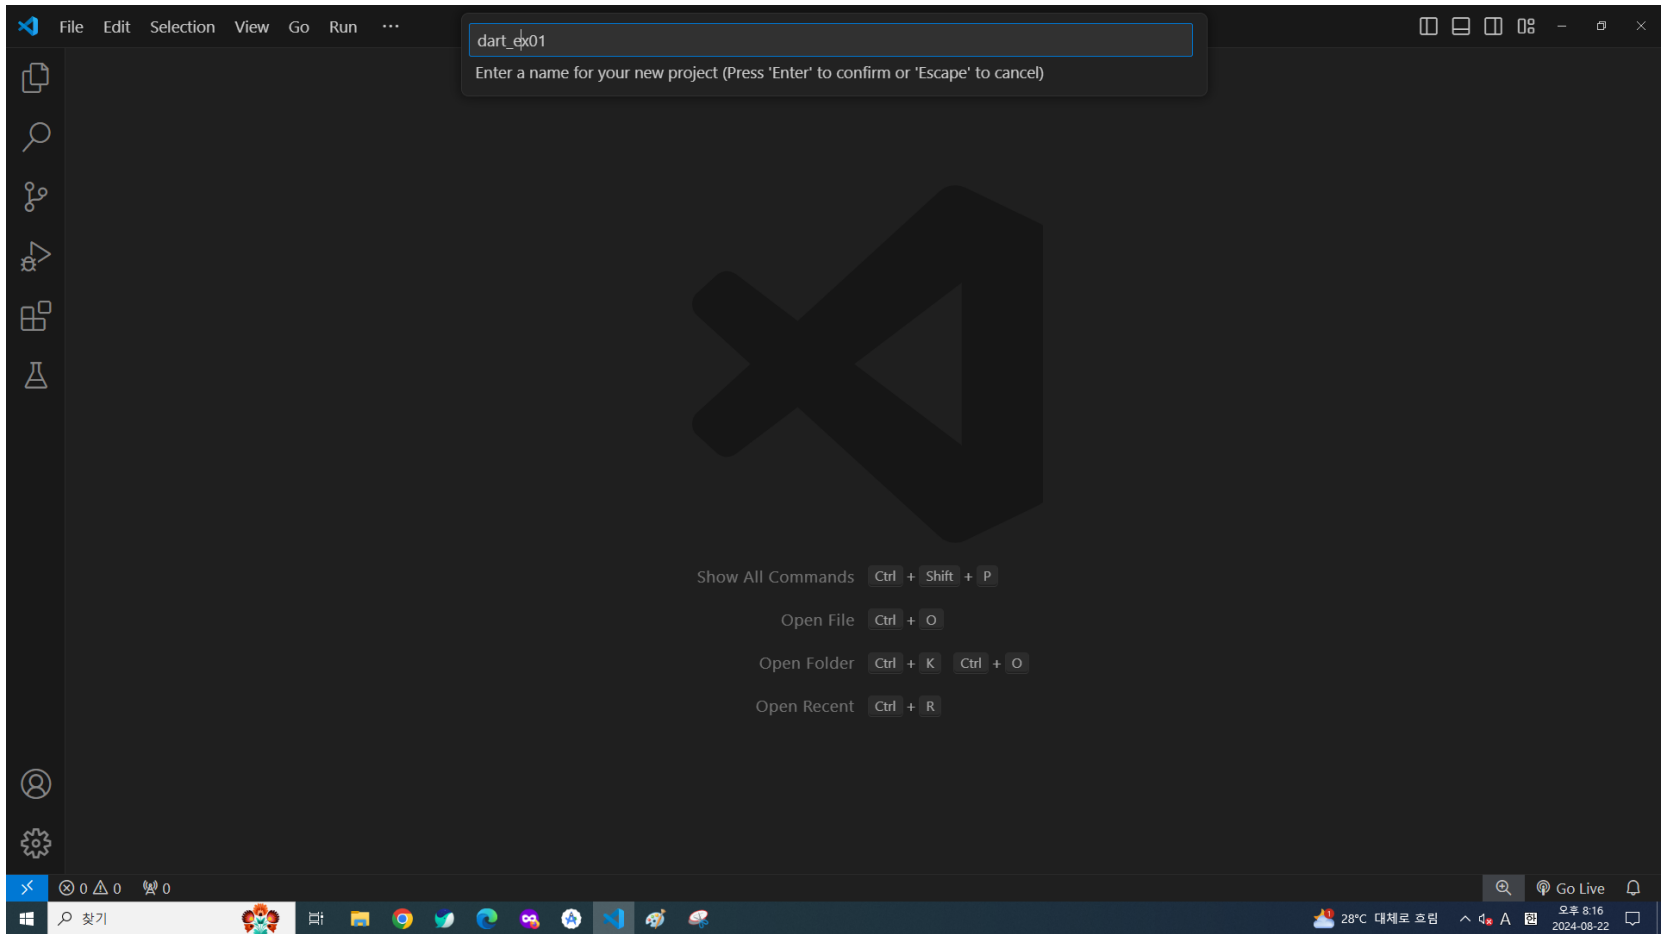 File Edit Selection View Go Run ···
dart_ex01
Enter a name for your new project (Press 'Enter' to confirm or 'Escape' to cancel)
Show All Commands Ctrl + Shift + P
Open File Ctrl + O
Open Folder Ctrl + K Ctrl + O
Open Recent Ctrl + R
0 0 0 Go Live
찾기 28°C 대체로 흐림 A 한 오후 8:16
2024-08-22